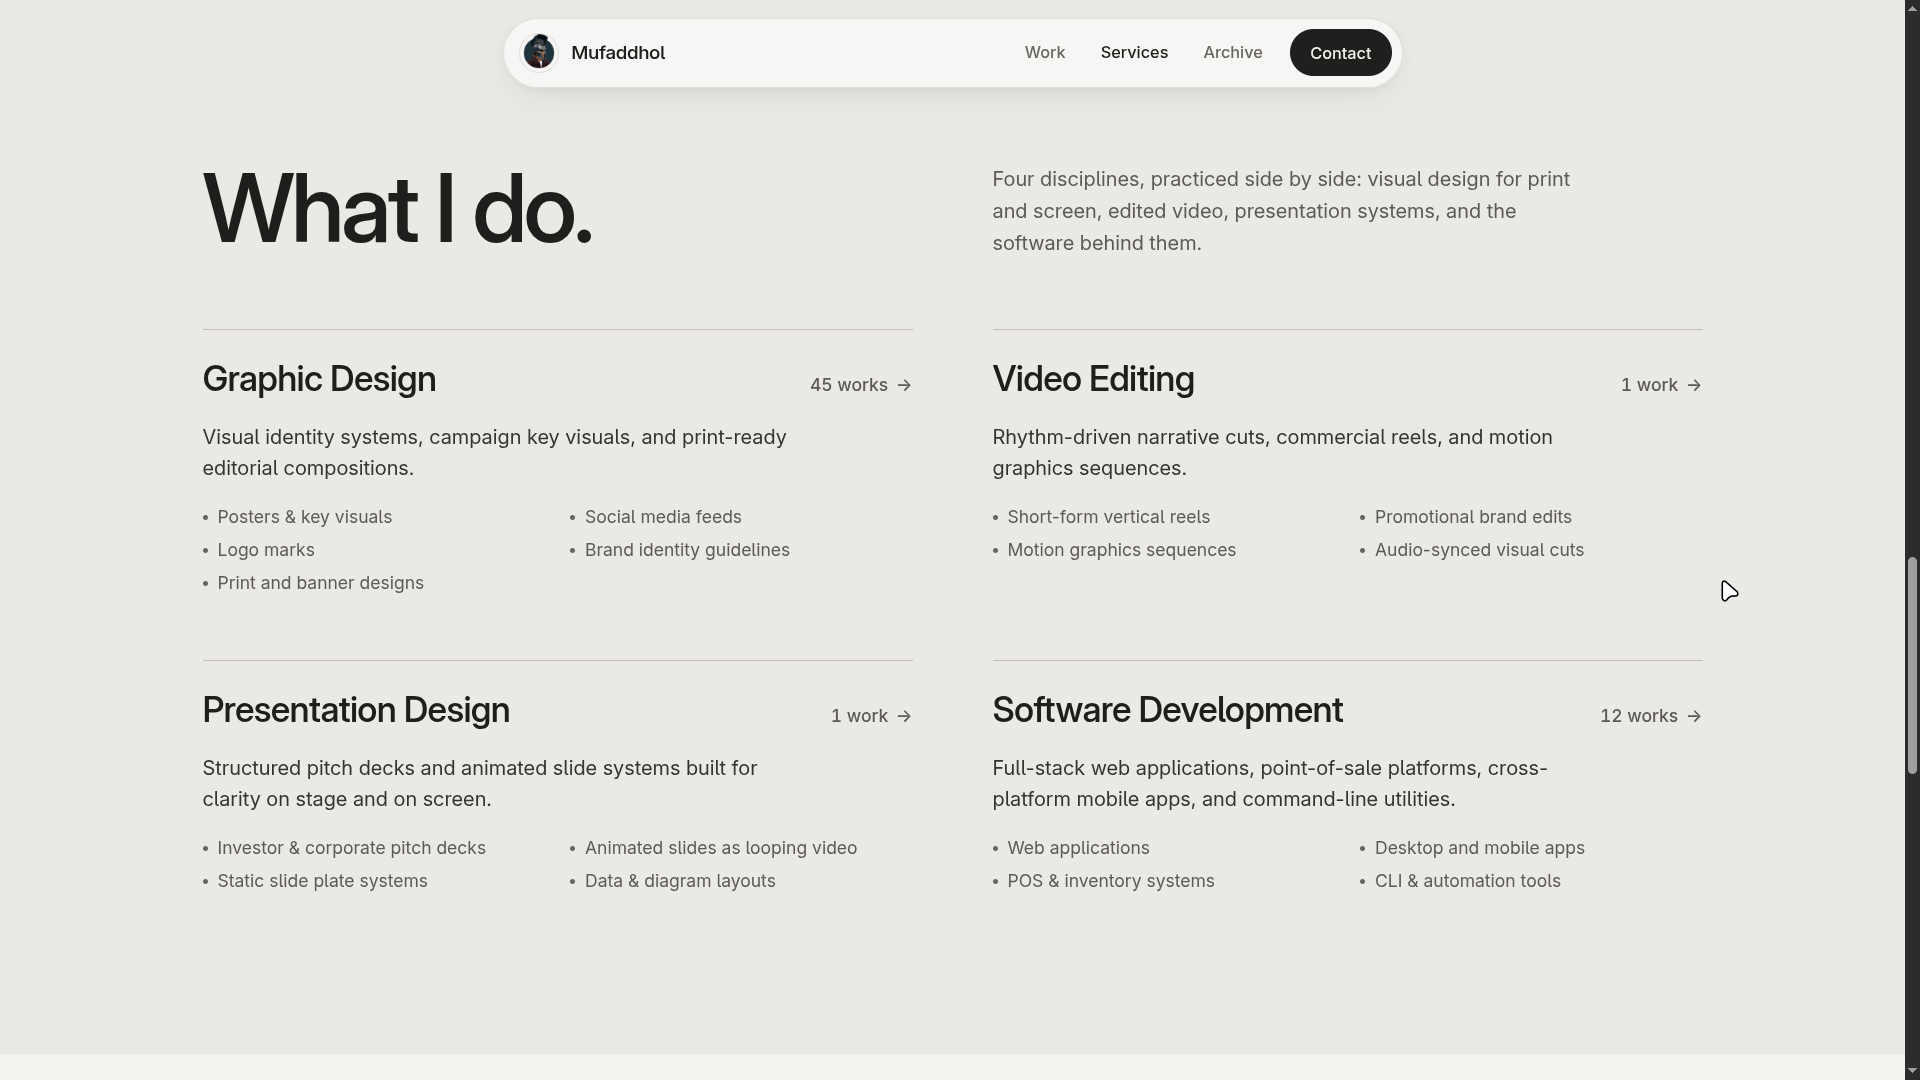 Mufaddhol
Work
Services
Archive
Contact
What I do.
Four disciplines, practiced side by side: visual design for print
and screen, edited video, presentation systems, and the
software behind them.
Graphic Design
45 works →
Visual identity systems, campaign key visuals, and print-ready
editorial compositions.
• Posters & key visuals
• Social media feeds
• Logo marks
• Brand identity guidelines
• Print and banner designs
Video Editing
1 work →
Rhythm-driven narrative cuts, commercial reels, and motion
graphics sequences.
• Short-form vertical reels
• Promotional brand edits
• Motion graphics sequences
• Audio-synced visual cuts
Presentation Design
1 work →
Structured pitch decks and animated slide systems built for
clarity on stage and on screen.
• Investor & corporate pitch decks
• Animated slides as looping video
• Static slide plate systems
• Data & diagram layouts
Software Development
12 works →
Full-stack web applications, point-of-sale platforms, cross-
platform mobile apps, and command-line utilities.
• Web applications
• Desktop and mobile apps
• POS & inventory systems
• CLI & automation tools